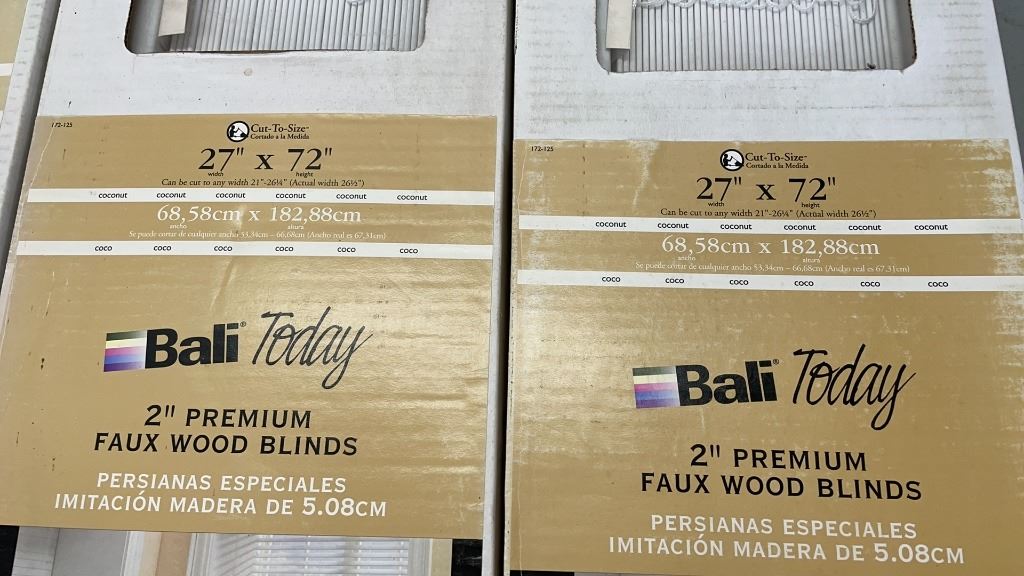 172-125
Cut-To-Size™
Cortado a la Medida
27" x 72"
width height
Can be cut to any width 21"-26¼" (Actual width 26½")
coconut coconut coconut coconut coconut coconut
68,58cm x 182,88cm
ancho altura
Se puede cortar de cualquier ancho 53,34cm – 66,68cm (Ancho real es 67,31cm)
coco coco coco coco coco coco
Bali® Today™
2" PREMIUM
FAUX WOOD BLINDS
PERSIANAS ESPECIALES
IMITACIÓN MADERA DE 5.08CM
172-125
Cut-To-Size™
Cortado a la Medida
27" x 72"
width height
Can be cut to any width 21"-26¼" (Actual width 26½")
coconut coconut coconut coconut coconut coconut
68,58cm x 182,88cm
ancho altura
Se puede cortar de cualquier ancho 53,34cm – 66,68cm (Ancho real es 67,31cm)
coco coco coco coco coco coco
Bali® Today™
2" PREMIUM
FAUX WOOD BLINDS
PERSIANAS ESPECIALES
IMITACIÓN MADERA DE 5.08CM